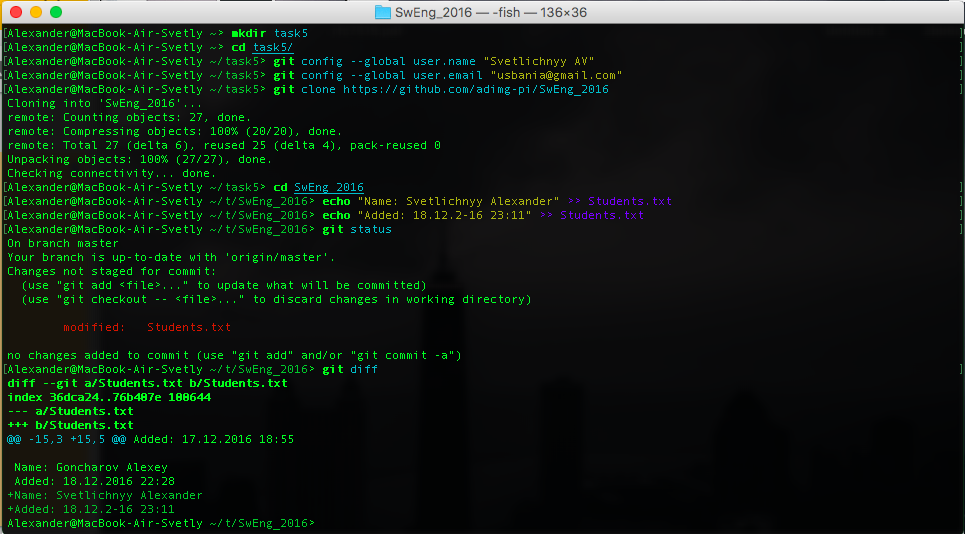 SwEng_2016 — -fish — 136×36
[Alexander@MacBook-Air-Svetly ~> mkdir task5 ]
[Alexander@MacBook-Air-Svetly ~> cd task5/ ]
[Alexander@MacBook-Air-Svetly ~/task5> git config --global user.name "Svetlichnyy AV" ]
[Alexander@MacBook-Air-Svetly ~/task5> git config --global user.email "usbania@gmail.com" ]
[Alexander@MacBook-Air-Svetly ~/task5> git clone https://github.com/adimg-pi/SwEng_2016 ]
Cloning into 'SwEng_2016'...
remote: Counting objects: 27, done.
remote: Compressing objects: 100% (20/20), done.
remote: Total 27 (delta 6), reused 25 (delta 4), pack-reused 0
Unpacking objects: 100% (27/27), done.
Checking connectivity... done.
[Alexander@MacBook-Air-Svetly ~/task5> cd SwEng_2016 ]
[Alexander@MacBook-Air-Svetly ~/t/SwEng_2016> echo "Name: Svetlichnyy Alexander" >> Students.txt ]
[Alexander@MacBook-Air-Svetly ~/t/SwEng_2016> echo "Added: 18.12.2-16 23:11" >> Students.txt ]
[Alexander@MacBook-Air-Svetly ~/t/SwEng_2016> git status ]
On branch master
Your branch is up-to-date with 'origin/master'.
Changes not staged for commit:
  (use "git add <file>..." to update what will be committed)
  (use "git checkout -- <file>..." to discard changes in working directory)
        modified:   Students.txt
no changes added to commit (use "git add" and/or "git commit -a")
[Alexander@MacBook-Air-Svetly ~/t/SwEng_2016> git diff ]
diff --git a/Students.txt b/Students.txt
index 36dca24..76b407e 100644
--- a/Students.txt
+++ b/Students.txt
@@ -15,3 +15,5 @@ Added: 17.12.2016 18:55
 Name: Goncharov Alexey
 Added: 18.12.2016 22:28
+Name: Svetlichnyy Alexander
+Added: 18.12.2-16 23:11
Alexander@MacBook-Air-Svetly ~/t/SwEng_2016>